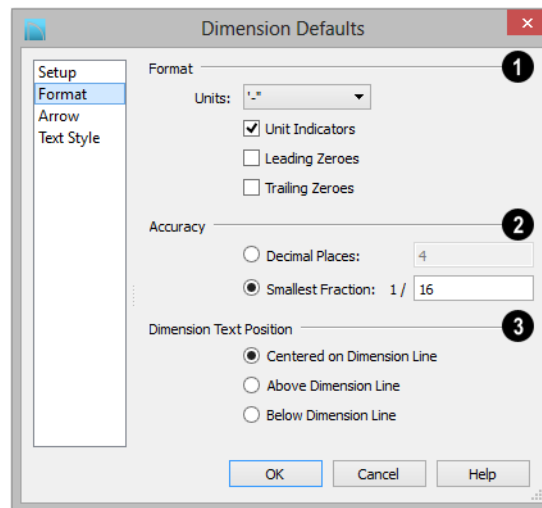 Dimension Defaults
Setup
Format
Arrow
Text Style
Format
1
Units: '-"
Unit Indicators
Leading Zeroes
Trailing Zeroes
Accuracy
2
Decimal Places: 4
Smallest Fraction: 1 / 16
Dimension Text Position
3
Centered on Dimension Line
Above Dimension Line
Below Dimension Line
OK Cancel Help